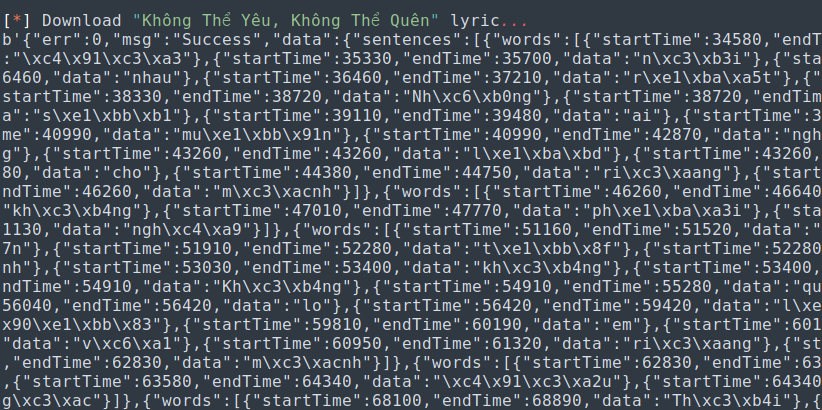 [*] Download "Không Thể Yêu, Không Thể Quên" lyric...
b'{"err":0,"msg":"Success","data":{"sentences":[{"words":[{"startTime":34580,"endT
:"\xc4\x91\xc3\xa3"},{"startTime":35330,"endTime":35700,"data":"n\xc3\xb3i"},{"sta
6460,"data":"nhau"},{"startTime":36460,"endTime":37210,"data":"r\xe1\xba\xa5t"},{"
startTime":38330,"endTime":38720,"data":"Nh\xc6\xb0ng"},{"startTime":38720,"endTim
a":"s\xe1\xbb\xb1"},{"startTime":39110,"endTime":39480,"data":"ai"},{"startTime":3
me":40990,"data":"mu\xe1\xbb\x91n"},{"startTime":40990,"endTime":42870,"data":"ngh
g"},{"startTime":43260,"endTime":43260,"data":"l\xe1\xba\xbd"},{"startTime":43260,
80,"data":"cho"},{"startTime":44380,"endTime":44750,"data":"ri\xc3\xaang"},{"start
ndTime":46260,"data":"m\xc3\xacnh"}]},{"words":[{"startTime":46260,"endTime":46640
"kh\xc3\xb4ng"},{"startTime":47010,"endTime":47770,"data":"ph\xe1\xba\xa3i"},{"sta
1130,"data":"ngh\xc4\xa9"}]},{"words":[{"startTime":51160,"endTime":51520,"data":"
7n"},{"startTime":51910,"endTime":52280,"data":"t\xe1\xbb\x8f"},{"startTime":52280
nh"},{"startTime":53030,"endTime":53400,"data":"kh\xc3\xb4ng"},{"startTime":53400,
ndTime":54910,"data":"Kh\xc3\xb4ng"},{"startTime":54910,"endTime":55280,"data":"qu
56040,"endTime":56420,"data":"lo"},{"startTime":56420,"endTime":59420,"data":"l\xe
x90\xe1\xbb\x83"},{"startTime":59810,"endTime":60190,"data":"em"},{"startTime":601
"data":"v\xc6\xa1"},{"startTime":60950,"endTime":61320,"data":"ri\xc3\xaang"},{"st
,"endTime":62830,"data":"m\xc3\xacnh"}]},{"words":[{"startTime":62830,"endTime":63
,{"startTime":63580,"endTime":64340,"data":"\xc4\x91\xc3\xa2u"},{"startTime":64340
g\xc3\xac"}]},{"words":[{"startTime":68100,"endTime":68890,"data":"Th\xc3\xb4i"},{